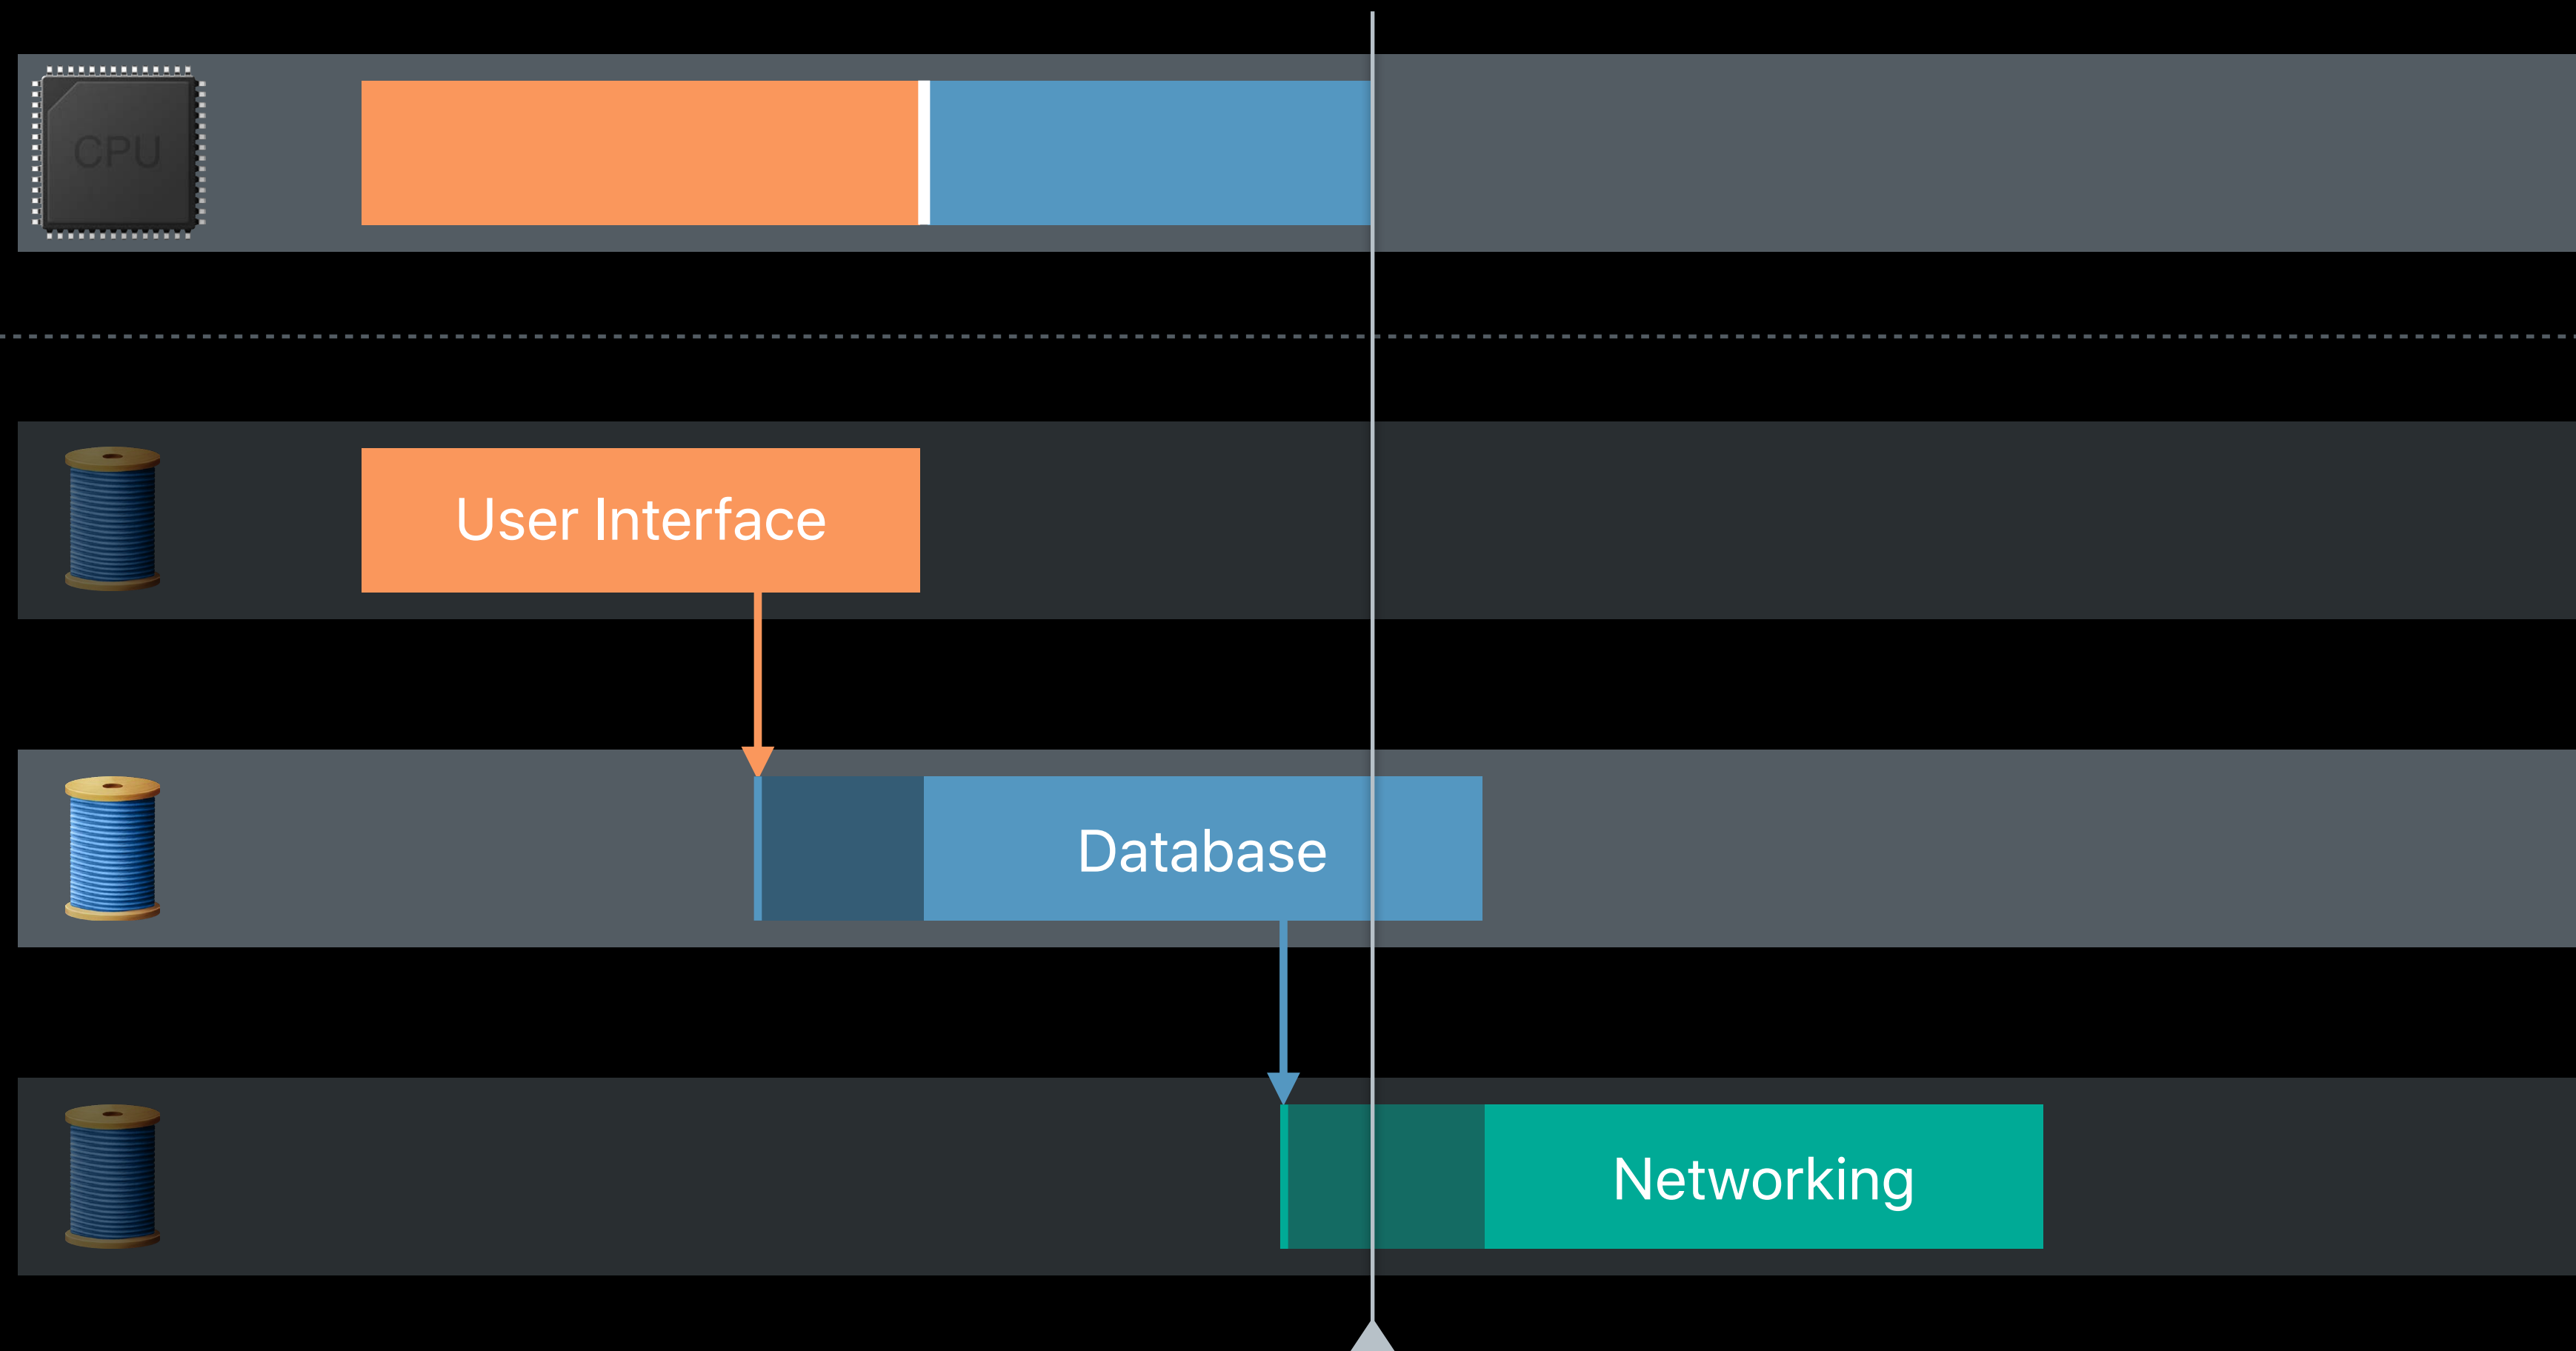 CPU
User Interface
Database
Networking